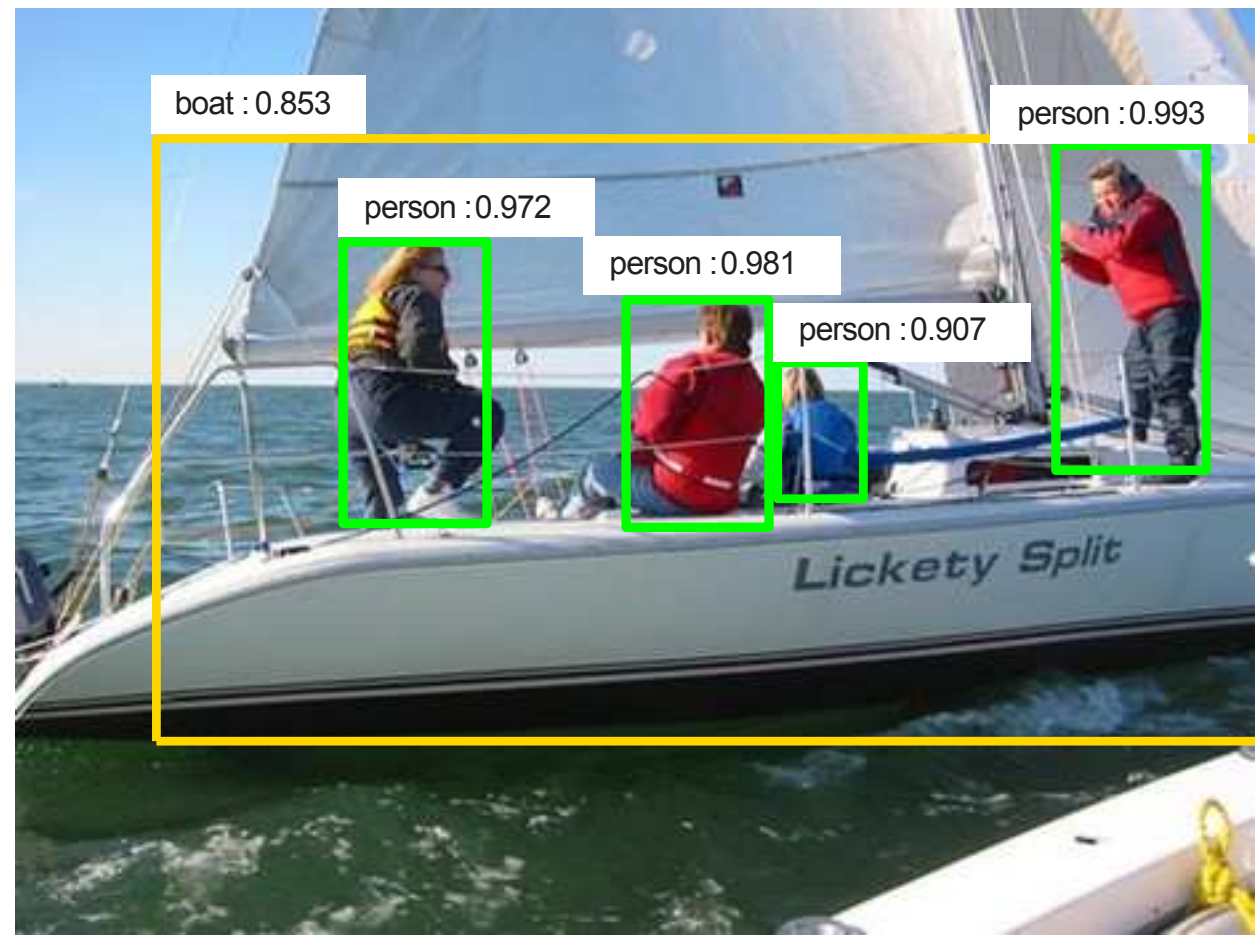 boat : 0.853
person : 0.993
person : 0.972
person : 0.981
person : 0.907
Lickety Split